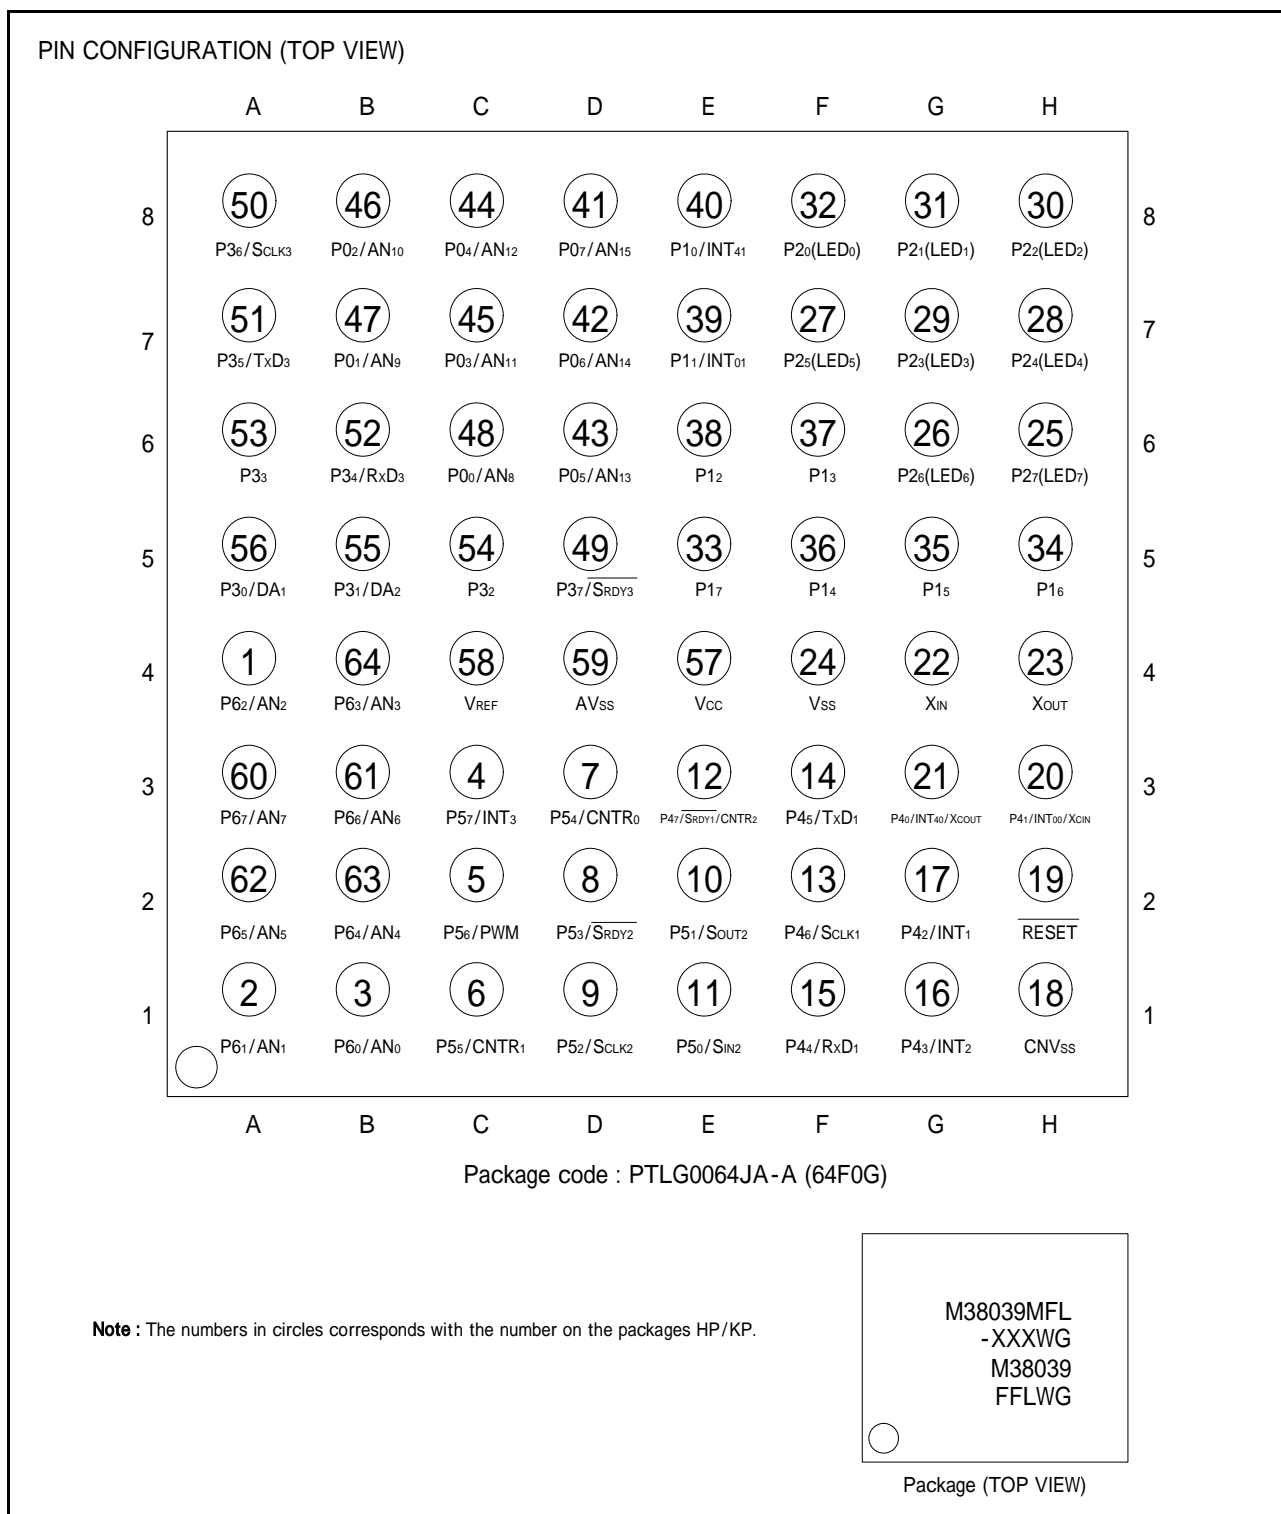 PIN CONFIGURATION (TOP VIEW)
A B C D E F G H
8 50 46 44 41 40 32 31 30 8
P36/SCLK3 P02/AN10 P04/AN12 P07/AN15 P10/INT41 P20(LED0) P21(LED1) P22(LED2)
7 51 47 45 42 39 27 29 28 7
P35/TxD3 P01/AN9 P03/AN11 P06/AN14 P11/INT01 P25(LED5) P23(LED3) P24(LED4)
6 53 52 48 43 38 37 26 25 6
P33 P34/RxD3 P00/AN8 P05/AN13 P12 P13 P26(LED6) P27(LED7)
5 56 55 54 49 33 36 35 34 5
P30/DA1 P31/DA2 P32 P37/SRDY3 P17 P14 P15 P16
4 1 64 58 59 57 24 22 23 4
P62/AN2 P63/AN3 VREF AVSS VCC VSS XIN XOUT
3 60 61 4 7 12 14 21 20 3
P67/AN7 P66/AN6 P57/INT3 P54/CNTR0 P47/SRDY1/CNTR2 P45/TxD1 P40/INT40/XCOUT P41/INT00/XCIN
2 62 63 5 8 10 13 17 19 2
P65/AN5 P64/AN4 P56/PWM P53/SRDY2 P51/SOUT2 P46/SCLK1 P42/INT1 RESET
1 2 3 6 9 11 15 16 18 1
P61/AN1 P60/AN0 P55/CNTR1 P52/SCLK2 P50/SIN2 P44/RxD1 P43/INT2 CNVSS
A B C D E F G H
Package code : PTLG0064JA-A (64F0G)
Note : The numbers in circles corresponds with the number on the packages HP/KP.
M38039MFL
-XXXWG
M38039
FFLWG
Package (TOP VIEW)